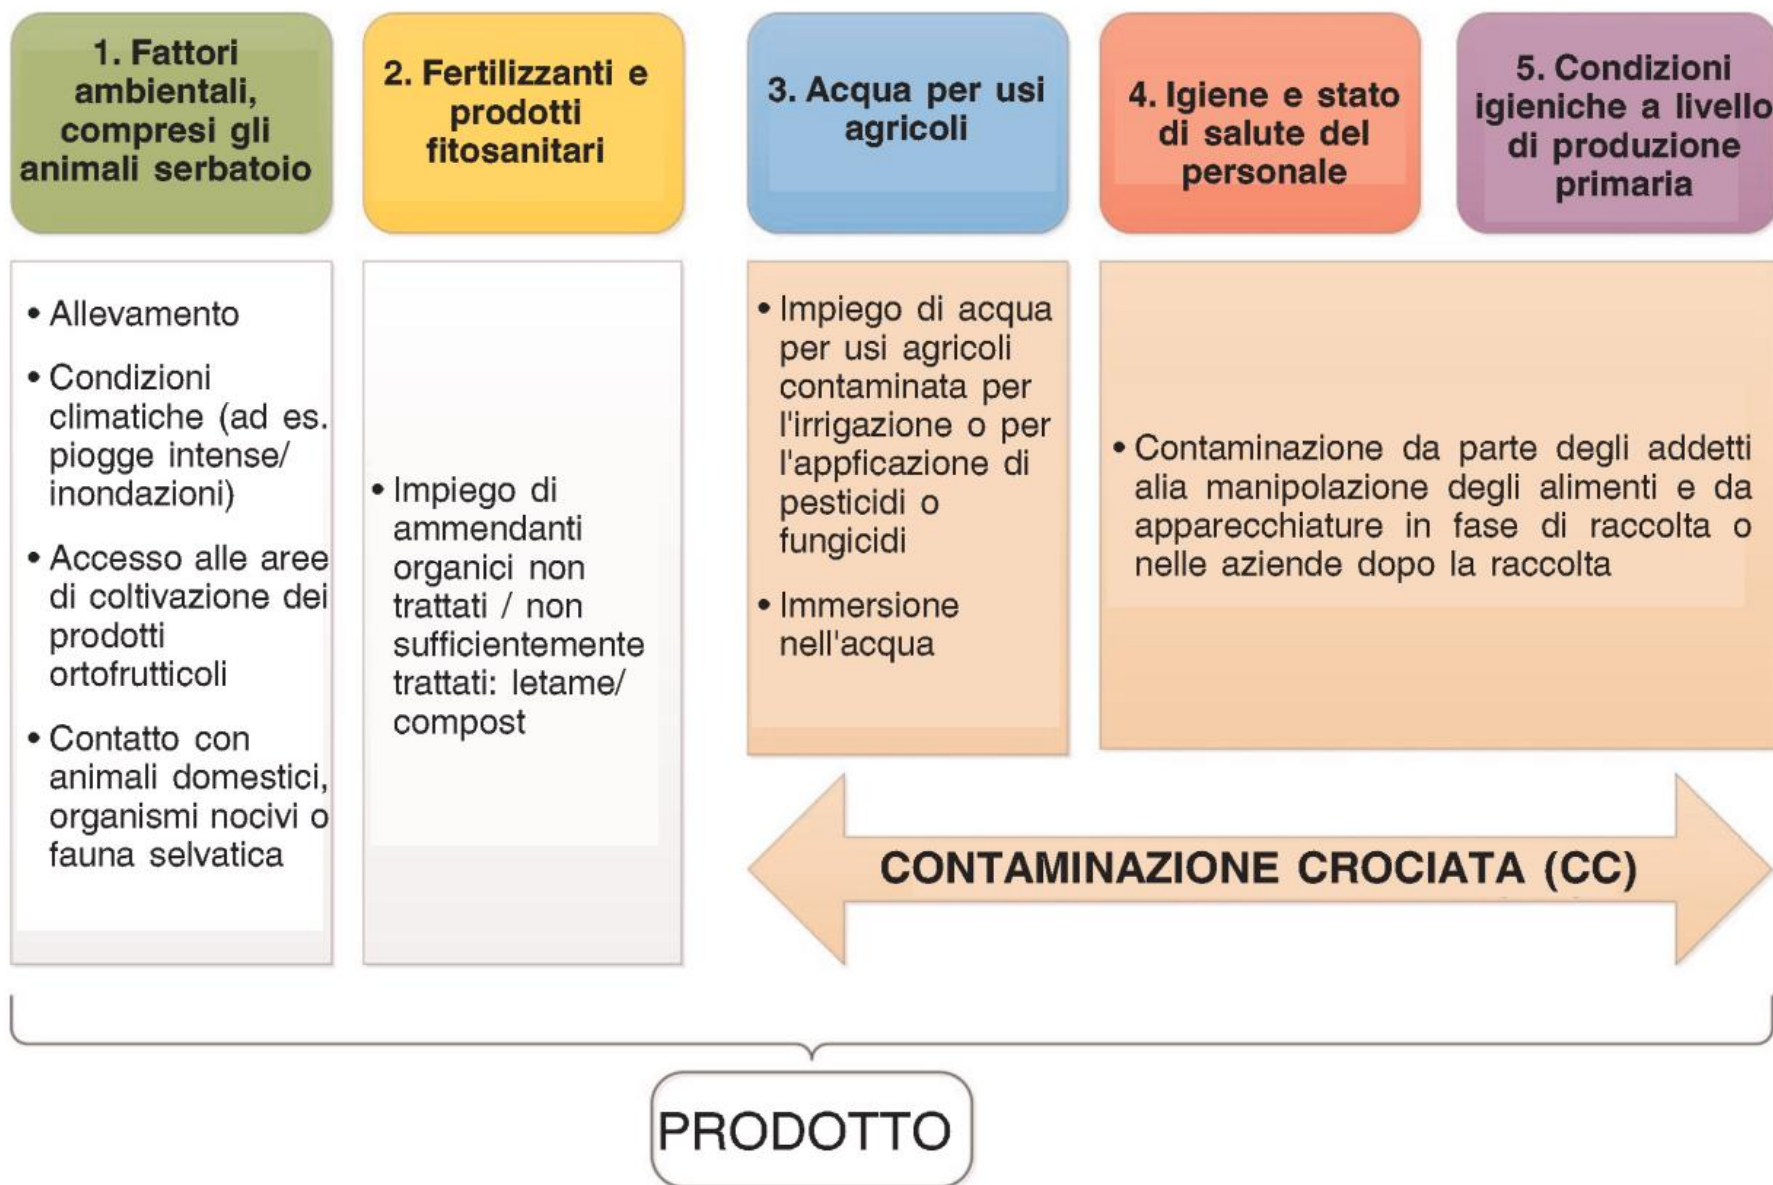 1. Fattori
ambientali,
compresi gli
animali serbatoio
2. Fertilizzanti e
prodotti
fitosanitari
3. Acqua per usi
agricoli
4. Igiene e stato
di salute del
personale
5. Condizioni
igieniche a livello
di produzione
primaria
• Allevamento
• Condizioni
climatiche (ad es.
piogge intense/
inondazioni)
• Accesso alle aree
di coltivazione dei
prodotti
ortofrutticoli
• Contatto con
animali domestici,
organismi nocivi o
fauna selvatica
• Impiego di
ammendanti
organici non
trattati / non
sufficientemente
trattati: letame/
compost
• Impiego di acqua
per usi agricoli
contaminata per
l'irrigazione o per
l'appficazione di
pesticidi o
fungicidi
• Immersione
nell'acqua
• Contaminazione da parte degli addetti
alia manipolazione degli alimenti e da
apparecchiature in fase di raccolta o
nelle aziende dopo la raccolta
CONTAMINAZIONE CROCIATA (CC)
PRODOTTO